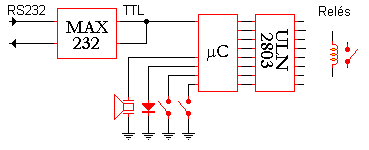 RS232
TTL
Relés
MAX
232
µC
ULN
2803